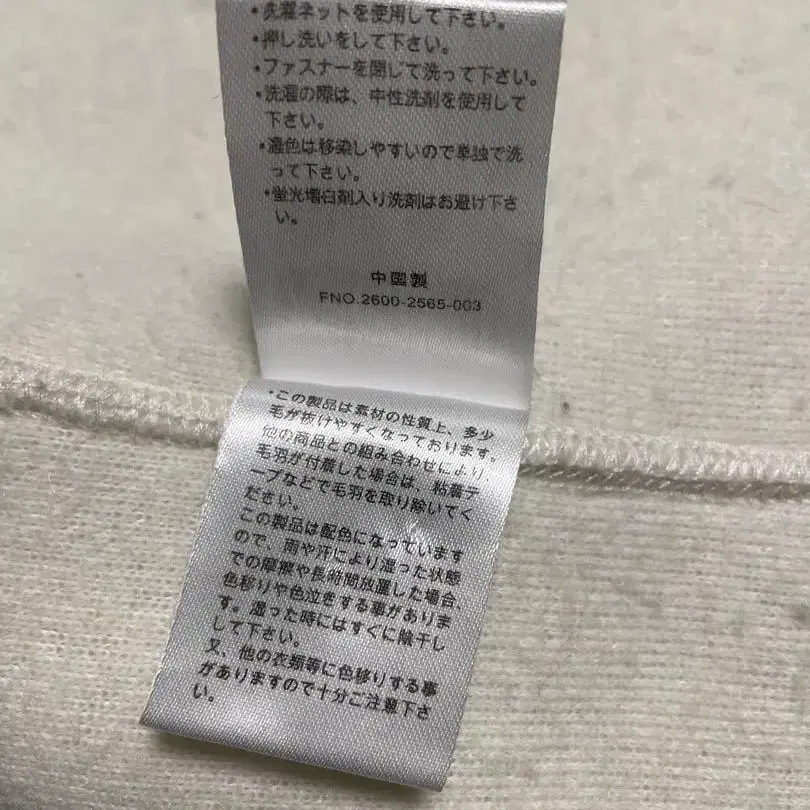 ・洗濯ネットを使用して下さい。
・押し洗いをして下さい。
・ファスナーを閉じて洗って下さい。
・洗濯の際は、中性洗剤を使用して
下さい。
・濃色は移染しやすいので単独で洗
って下さい。
・蛍光増白剤入り洗剤はお避け下さ
い。
中国製
FNO.2600-2565-003
・この製品は素材の性質上、多少
毛が抜けやすくなっております。
他の商品との組み合わせにより
毛羽が付着した場合は、粘着テ
ープなどで毛羽を取り除いてく
ださい。
この製品は配色になっています
ので、雨や汗により湿った状態
での摩擦や長時間放置した場合、
色移りや色泣きする事がありま
す。湿った時にはすぐに陰干し
して下さい。
又、他の衣類等に色移りする事
がありますので十分ご注意下さ
い。